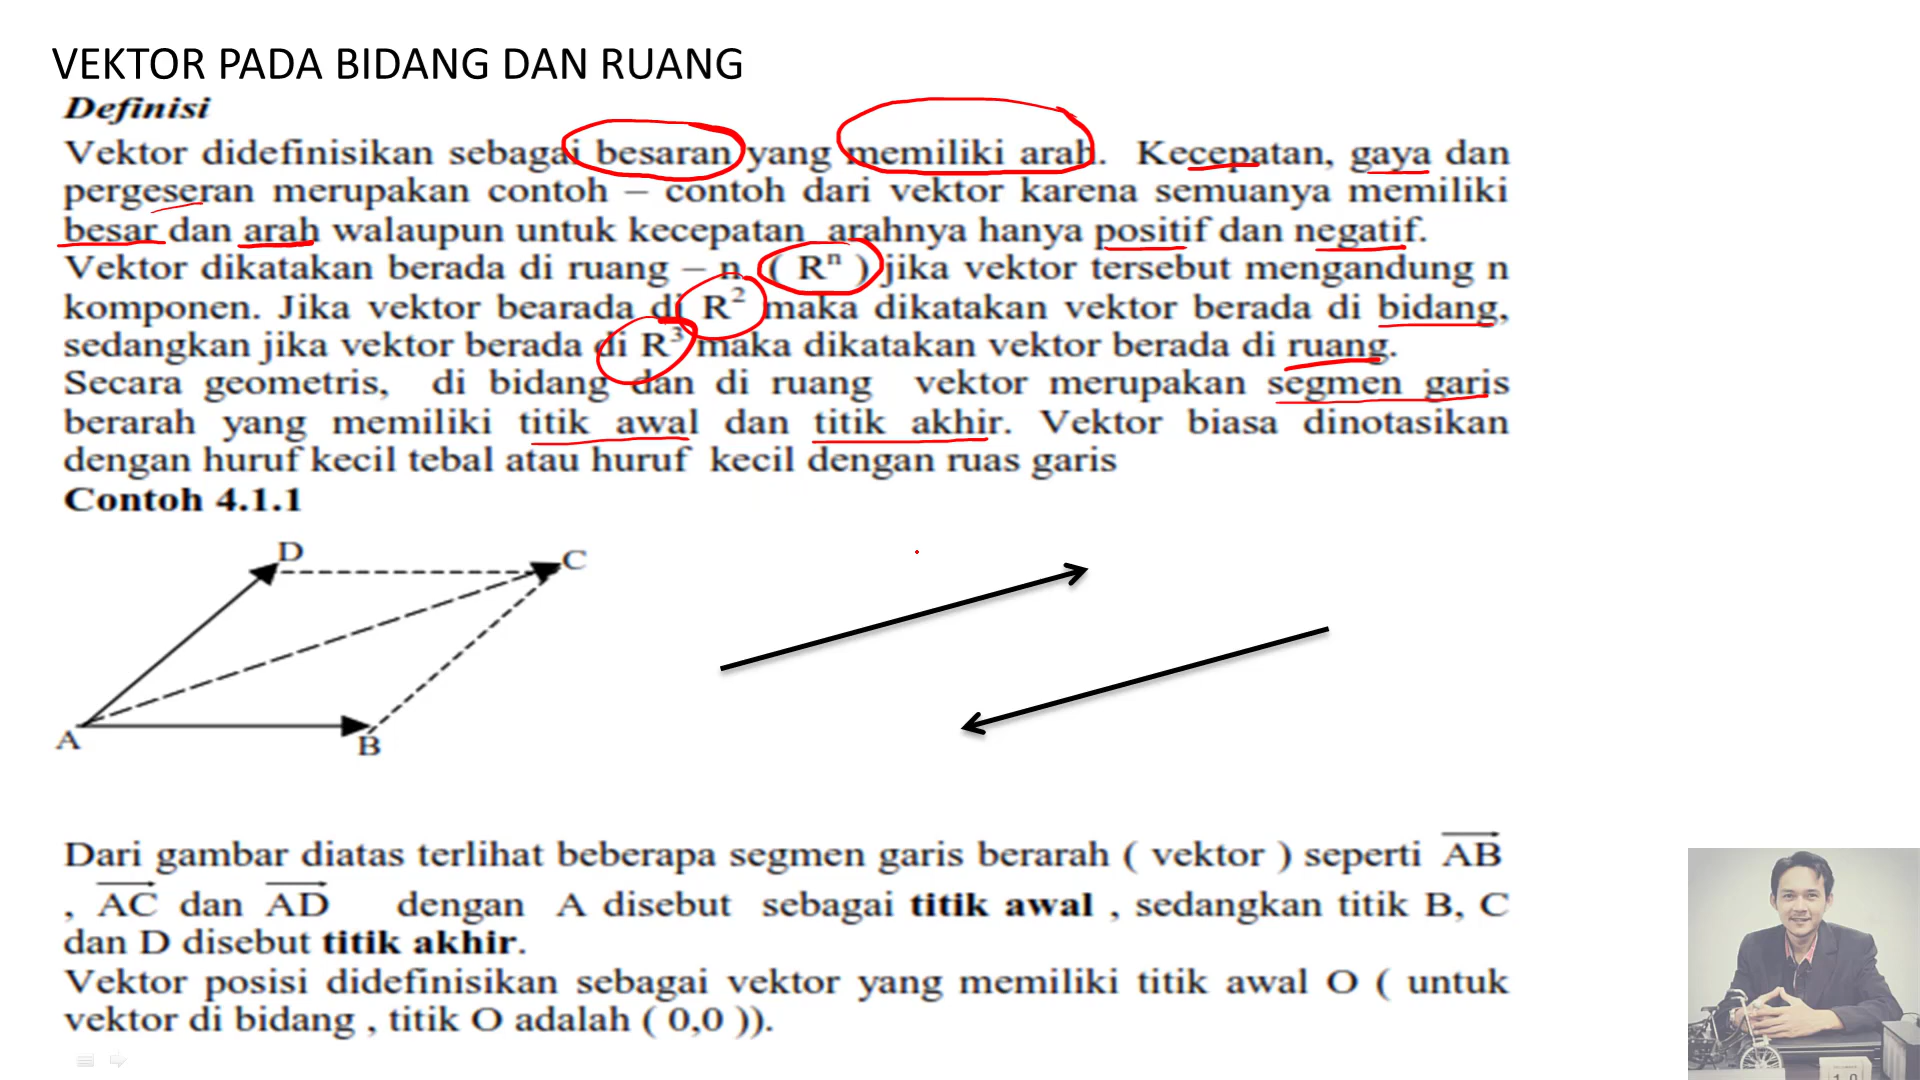 VEKTOR PADA BIDANG DAN RUANG
Definisi
Vektor didefinisikan sebagai besaran yang memiliki arah. Kecepatan, gaya dan
pergeseran merupakan contoh – contoh dari vektor karena semuanya memiliki
besar dan arah walaupun untuk kecepatan arahnya hanya positif dan negatif.
Vektor dikatakan berada di ruang – n ( Rⁿ ) jika vektor tersebut mengandung n
komponen. Jika vektor bearada di R² maka dikatakan vektor berada di bidang,
sedangkan jika vektor berada di R³ maka dikatakan vektor berada di ruang.
Secara geometris, di bidang dan di ruang vektor merupakan segmen garis
berarah yang memiliki titik awal dan titik akhir. Vektor biasa dinotasikan
dengan huruf kecil tebal atau huruf kecil dengan ruas garis
Contoh 4.1.1
D
C
A
B
Dari gambar diatas terlihat beberapa segmen garis berarah ( vektor ) seperti AB
, AC dan AD dengan A disebut sebagai titik awal , sedangkan titik B, C
dan D disebut titik akhir.
Vektor posisi didefinisikan sebagai vektor yang memiliki titik awal O ( untuk
vektor di bidang , titik O adalah ( 0,0 )).